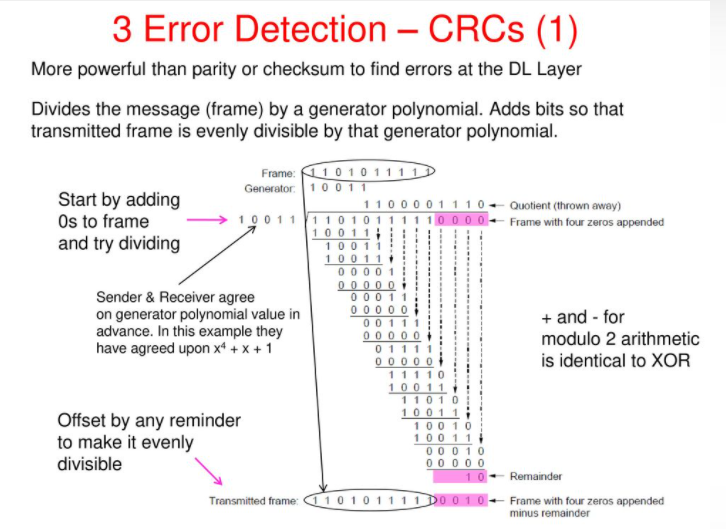 3 Error Detection – CRCs (1)
More powerful than parity or checksum to find errors at the DL Layer
Divides the message (frame) by a generator polynomial. Adds bits so that
transmitted frame is evenly divisible by that generator polynomial.
Frame: 1 1 0 1 0 1 1 1 1 1
Generator: 1 0 0 1 1
Start by adding
0s to frame
and try dividing
1 1 0 0 0 0 1 1 1 0 Quotient (thrown away)
1 0 0 1 1 1 1 0 1 0 1 1 1 1 1 0 0 0 0 Frame with four zeros appended
1 0 0 1 1
1 0 0 1 1
1 0 0 1 1
0 0 0 0 1
0 0 0 0 0
0 0 0 1 1
0 0 0 0 0
0 0 1 1 1
0 0 0 0 0
0 1 1 1 1
0 0 0 0 0
1 1 1 1 0
1 0 0 1 1
1 1 0 1 0
1 0 0 1 1
1 0 0 1 0
1 0 0 1 1
0 0 0 1 0
0 0 0 0 0
1 0 Remainder
Sender & Receiver agree
on generator polynomial value in
advance. In this example they
have agreed upon x⁴ + x + 1
+ and - for
modulo 2 arithmetic
is identical to XOR
Offset by any reminder
to make it evenly
divisible
Transmitted frame: 1 1 0 1 0 1 1 1 1 1 0 0 1 0 Frame with four zeros appended
minus remainder